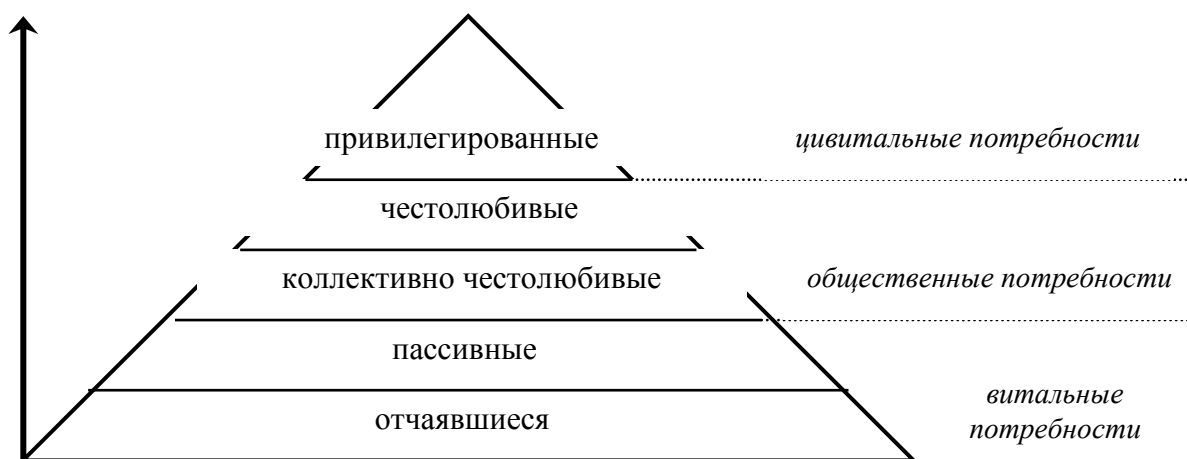 привилегированные
цивитальные потребности
честолюбивые
коллективно честолюбивые
общественные потребности
пассивные
отчаявшиеся
витальные
потребности